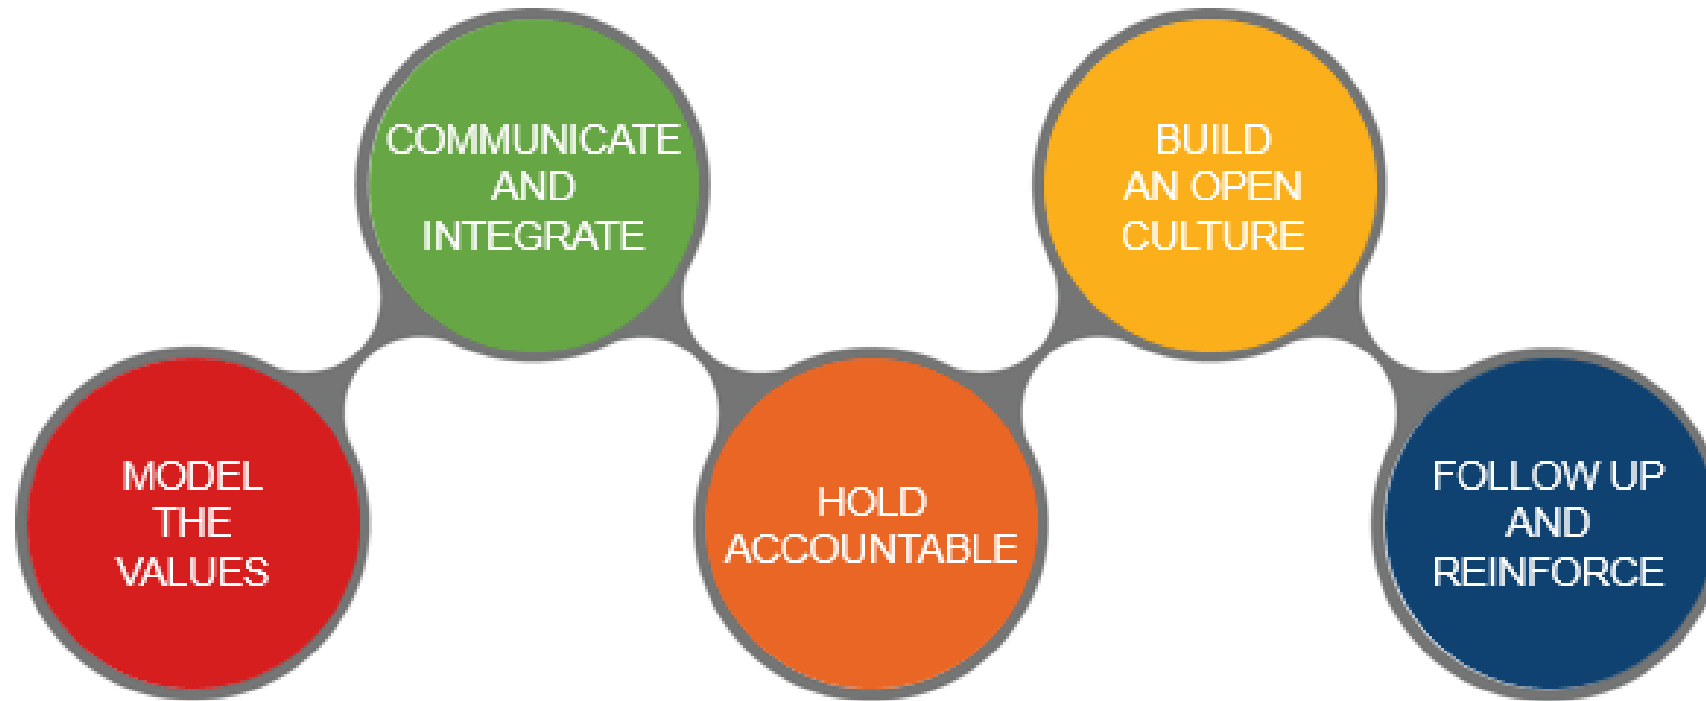 MODEL
THE
VALUES
COMMUNICATE
AND
INTEGRATE
HOLD
ACCOUNTABLE
BUILD
AN OPEN
CULTURE
FOLLOW UP
AND
REINFORCE